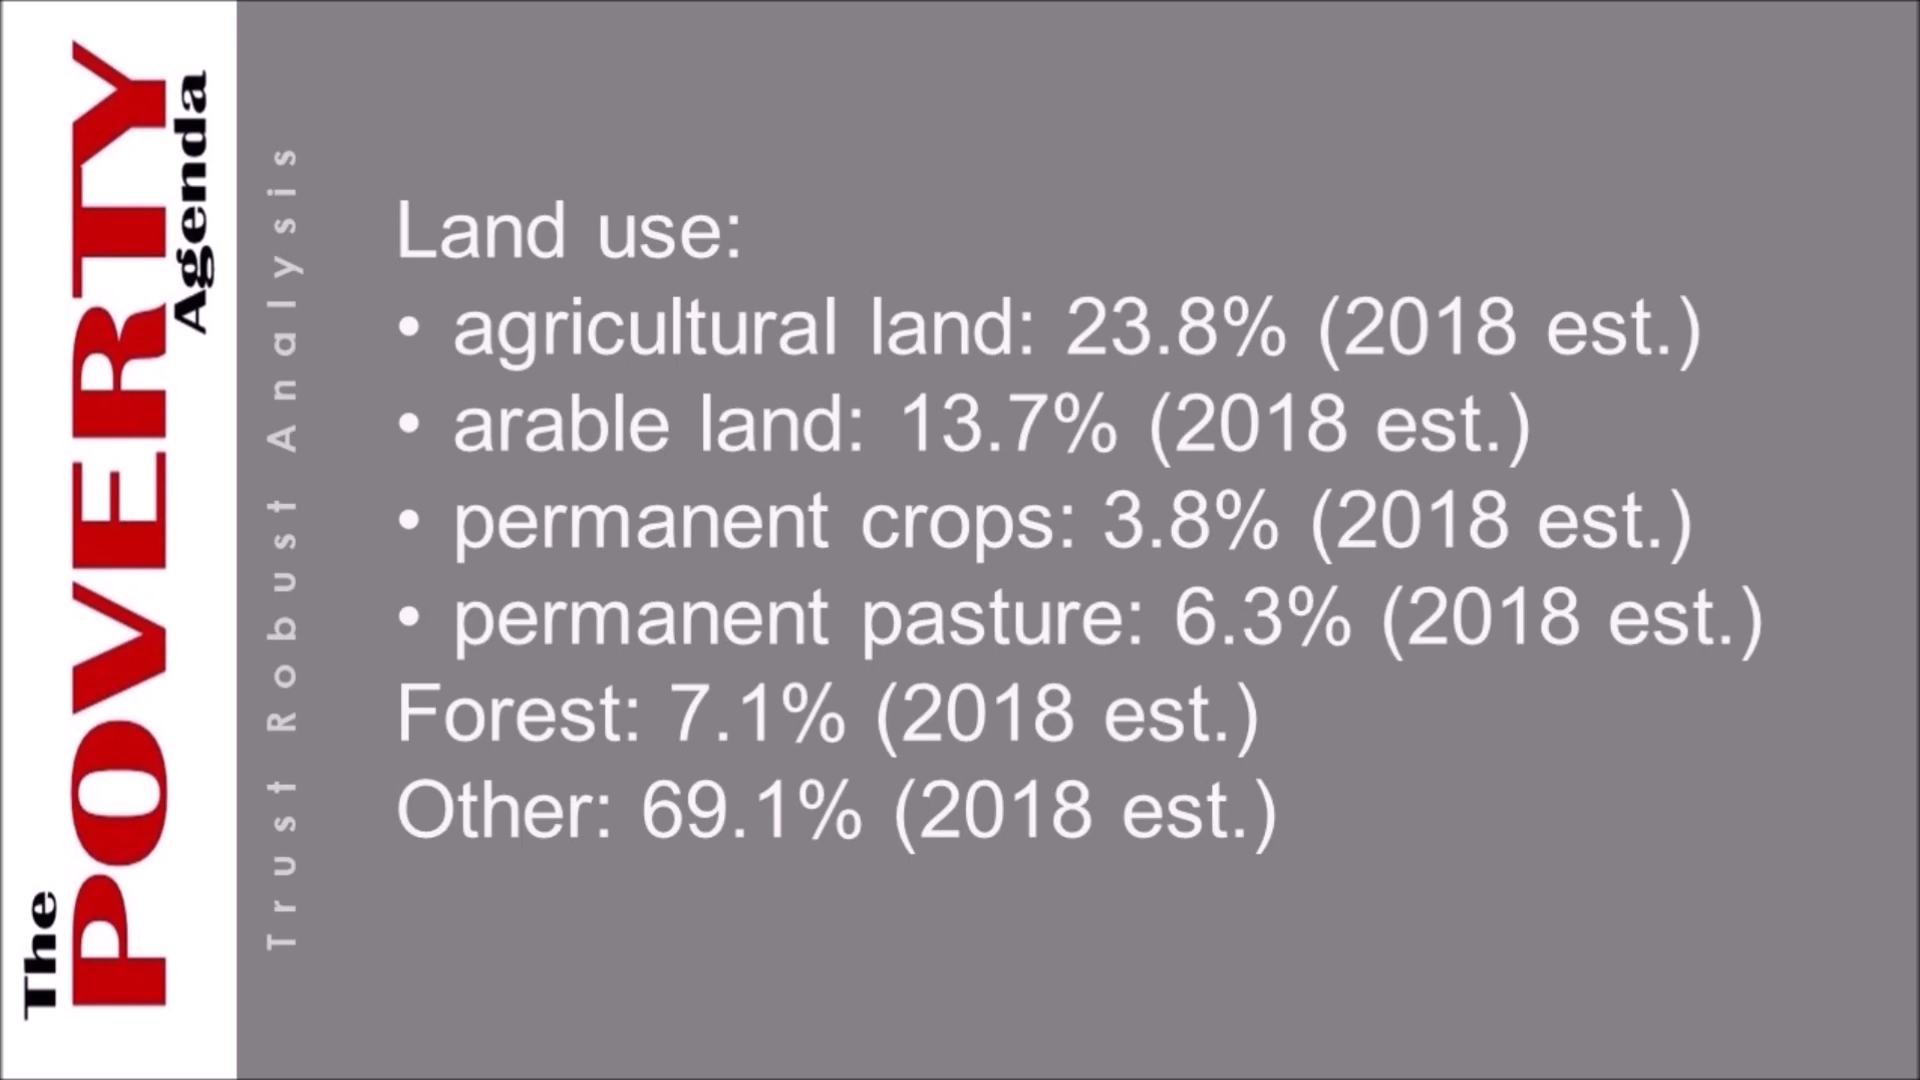 The
POVERTY
Agenda
Trust Robust Analysis
Land use:
• agricultural land: 23.8% (2018 est.)
• arable land: 13.7% (2018 est.)
• permanent crops: 3.8% (2018 est.)
• permanent pasture: 6.3% (2018 est.)
Forest: 7.1% (2018 est.)
Other: 69.1% (2018 est.)